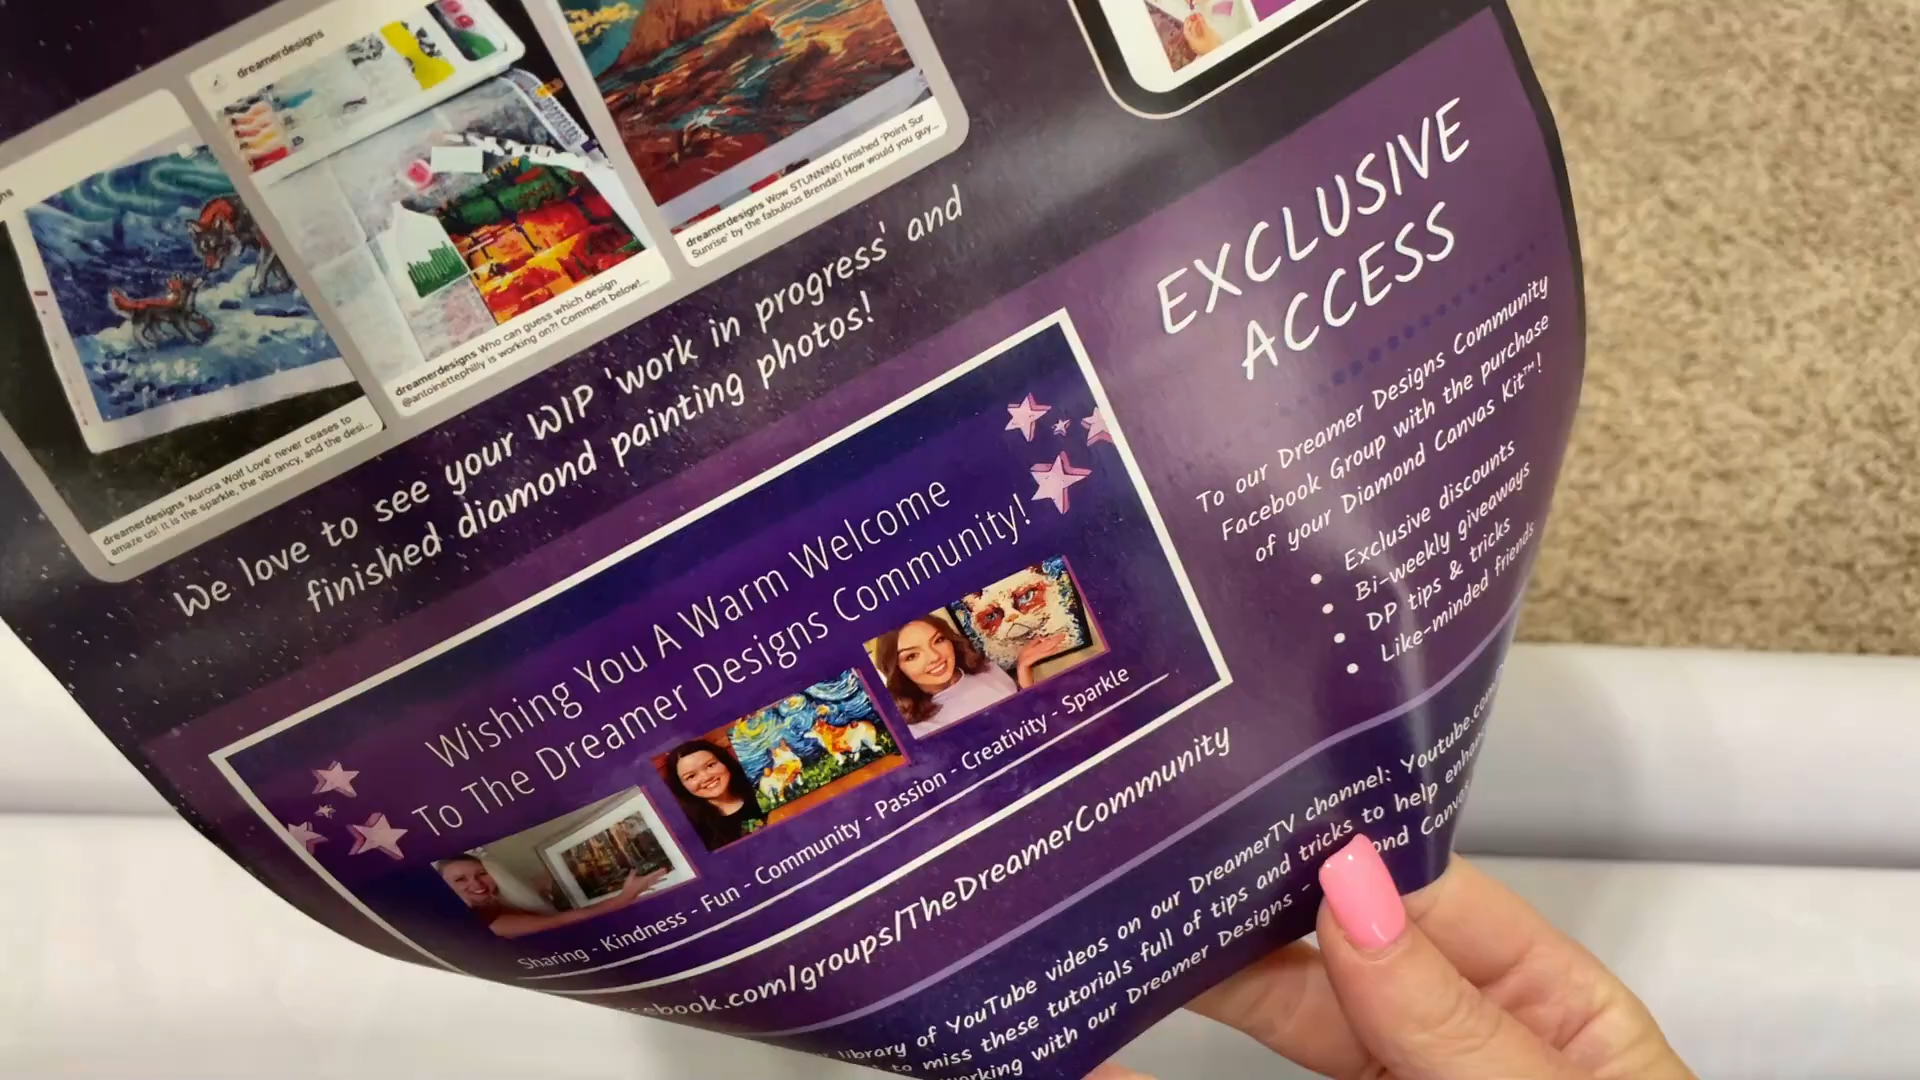 dreamerdesigns
dreamerdesigns 'Aurora Wolf Love' never ceases to
amaze us! It is the sparkle, the vibrancy, and the desi...
dreamerdesigns Who can guess which design
@antoinettephilly is working on?! Comment below!...
dreamerdesigns Wow STUNNING finished 'Point Sur
Sunrise' by the fabulous Brenda!! How would you guy...
We love to see your WIP 'work in progress' and
finished diamond painting photos!
Wishing You A Warm Welcome
To The Dreamer Designs Community!
Sharing - Kindness - Fun - Community - Passion - Creativity - Sparkle
ebook.com/groups/TheDreamerCommunity
EXCLUSIVE
ACCESS
To our Dreamer Designs Community
Facebook Group with the purchase
of your Diamond Canvas Kit™!
• Exclusive discounts
• Bi-weekly giveaways
• DP tips & tricks
• Like-minded friends
library of YouTube videos on our DreamerTV channel: Youtube.com
to miss these tutorials full of tips and tricks to help
with our Dreamer Designs -